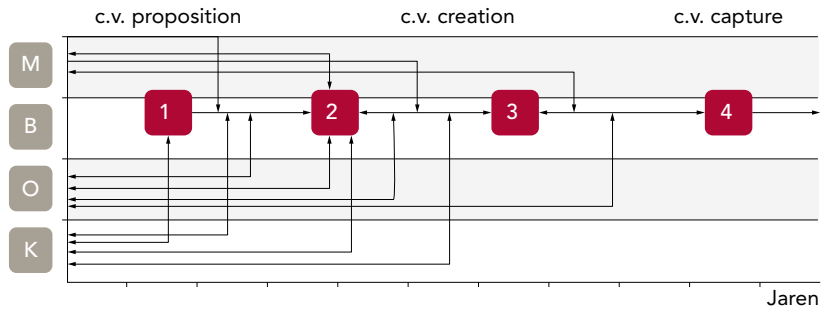 c.v. proposition c.v. creation c.v. capture
M
B 1 2 3 4
O
K
Jaren